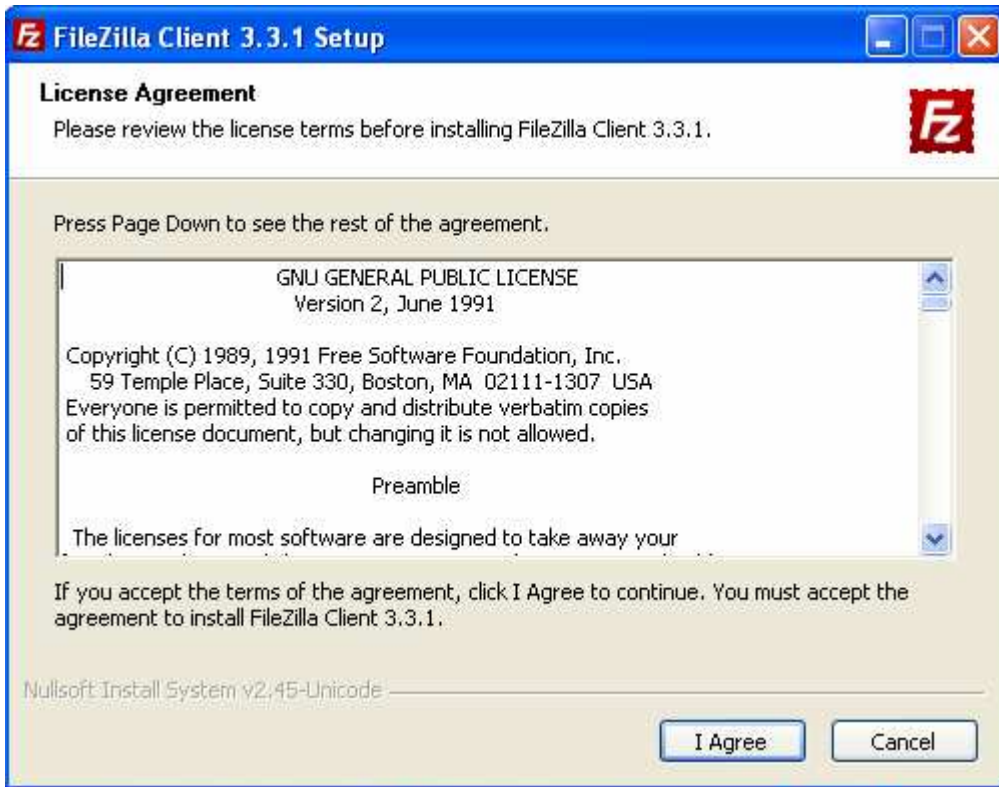 FileZilla Client 3.3.1 Setup
License Agreement
Please review the license terms before installing FileZilla Client 3.3.1.
Fz
Press Page Down to see the rest of the agreement.
GNU GENERAL PUBLIC LICENSE
Version 2, June 1991
Copyright (C) 1989, 1991 Free Software Foundation, Inc.
59 Temple Place, Suite 330, Boston, MA 02111-1307 USA
Everyone is permitted to copy and distribute verbatim copies
of this license document, but changing it is not allowed.
Preamble
The licenses for most software are designed to take away your
If you accept the terms of the agreement, click I Agree to continue. You must accept the
agreement to install FileZilla Client 3.3.1.
Nullsoft Install System v2.45-Unicode
I Agree
Cancel